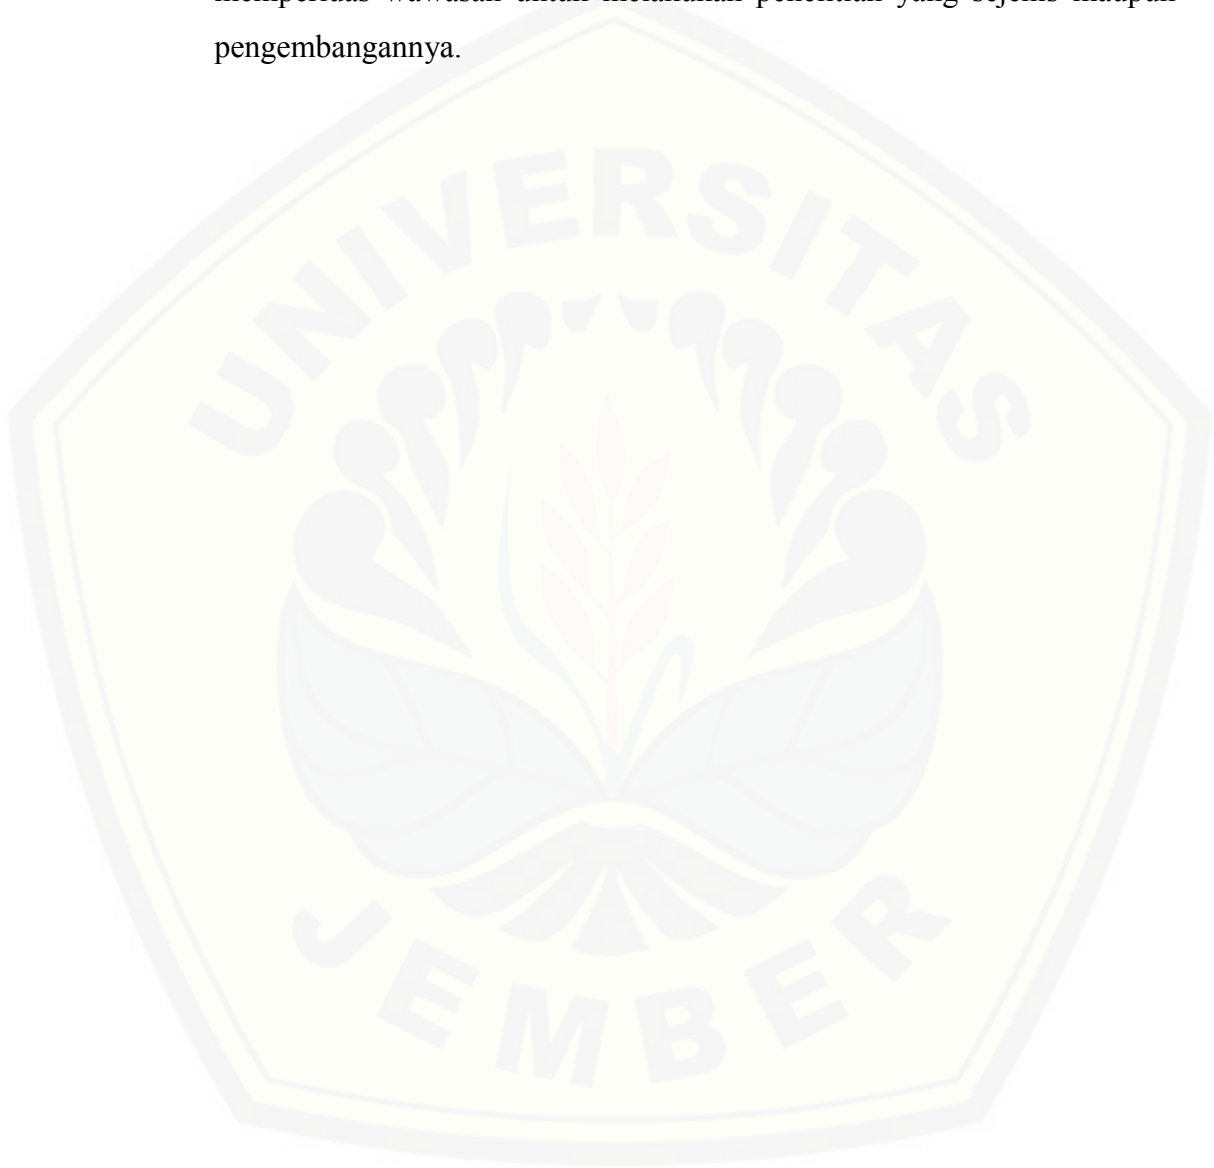 memperluas wawasan untuk melakukan penelitian yang sejenis maupun
pengembangannya.
UNIVERSITAS
JEMBER